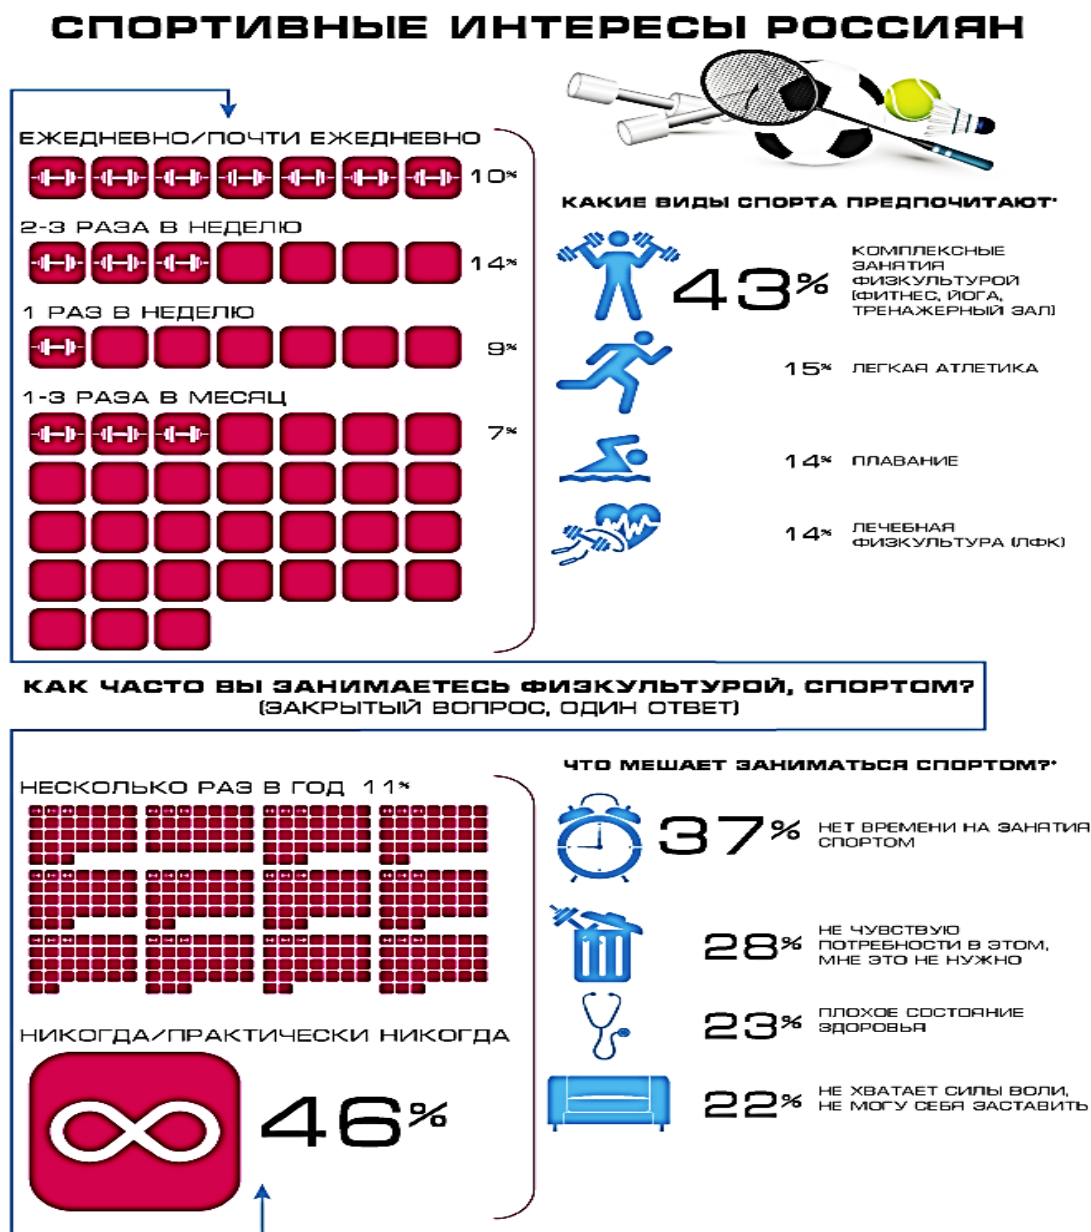 СПОРТИВНЫЕ ИНТЕРЕСЫ РОССИЯН
ЕЖЕДНЕВНО/ПОЧТИ ЕЖЕДНЕВНО
10%
2-3 РАЗА В НЕДЕЛЮ
14%
1 РАЗ В НЕДЕЛЮ
9%
1-3 РАЗА В МЕСЯЦ
7%
КАКИЕ ВИДЫ СПОРТА ПРЕДПОЧИТАЮТ*
43%
КОМПЛЕКСНЫЕ
ЗАНЯТИЯ
ФИЗКУЛЬТУРОЙ
(ФИТНЕС, ЙОГА,
ТРЕНАЖЕРНЫЙ ЗАЛ)
15% ЛЕГКАЯ АТЛЕТИКА
14% ПЛАВАНИЕ
14% ЛЕЧЕБНАЯ
ФИЗКУЛЬТУРА (ЛФК)
КАК ЧАСТО ВЫ ЗАНИМАЕТЕСЬ ФИЗКУЛЬТУРОЙ, СПОРТОМ?
(ЗАКРЫТЫЙ ВОПРОС, ОДИН ОТВЕТ)
НЕСКОЛЬКО РАЗ В ГОД 11%
НИКОГДА/ПРАКТИЧЕСКИ НИКОГДА
46%
ЧТО МЕШАЕТ ЗАНИМАТЬСЯ СПОРТОМ?*
37% НЕТ ВРЕМЕНИ НА ЗАНЯТИЯ
СПОРТОМ
28% НЕ ЧУВСТВУЮ
ПОТРЕБНОСТИ В ЭТОМ,
МНЕ ЭТО НЕ НУЖНО
23% ПЛОХОЕ СОСТОЯНИЕ
ЗДОРОВЬЯ
22% НЕ ХВАТАЕТ СИЛЫ ВОЛИ,
НЕ МОГУ СЕБЯ ЗАСТАВИТЬ